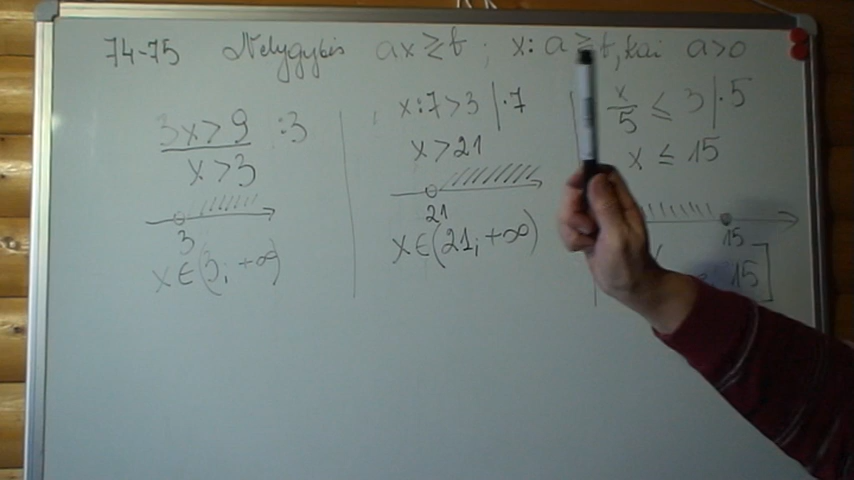 74-75 Nelygybės ax ≥ b ; x : a ≥ b, kai a>0
3x > 9 :3
x > 3
3
x ∈ (3; +∞)
x : 7 > 3 | · 7
x > 21
21
x ∈ (21; +∞)
x/5 ≤ 3 | · 5
x ≤ 15
15
15]